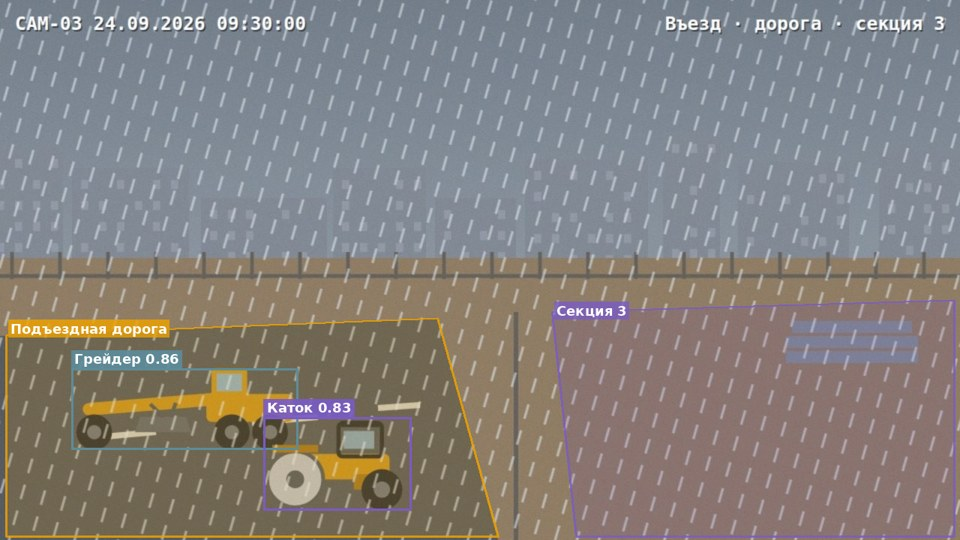 CAM-03 24.09.2026 09:30:00
Въезд · дорога · секция 3
Секция 3
Подъездная дорога
Грейдер 0.86
Каток 0.83